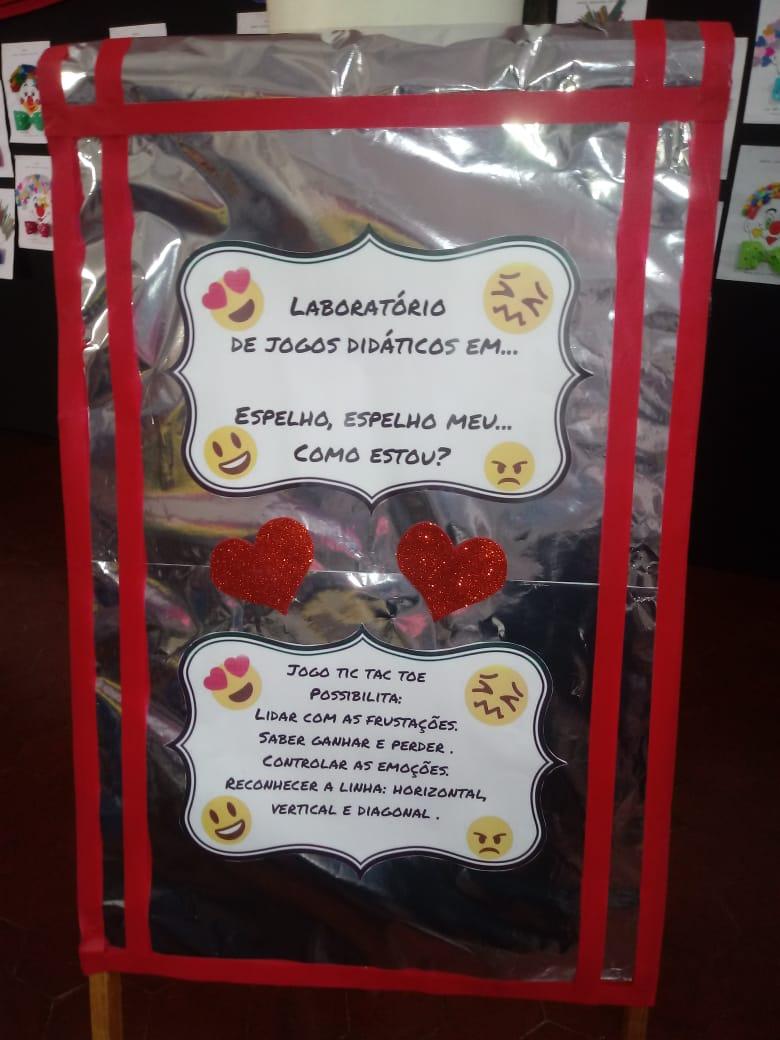 Laboratório
de jogos didáticos em...
Espelho, espelho meu...
Como estou?
Jogo tic tac toe
Possibilita:
Lidar com as frustações.
Saber ganhar e perder .
Controlar as emoções.
Reconhecer a linha: horizontal,
vertical e diagonal .